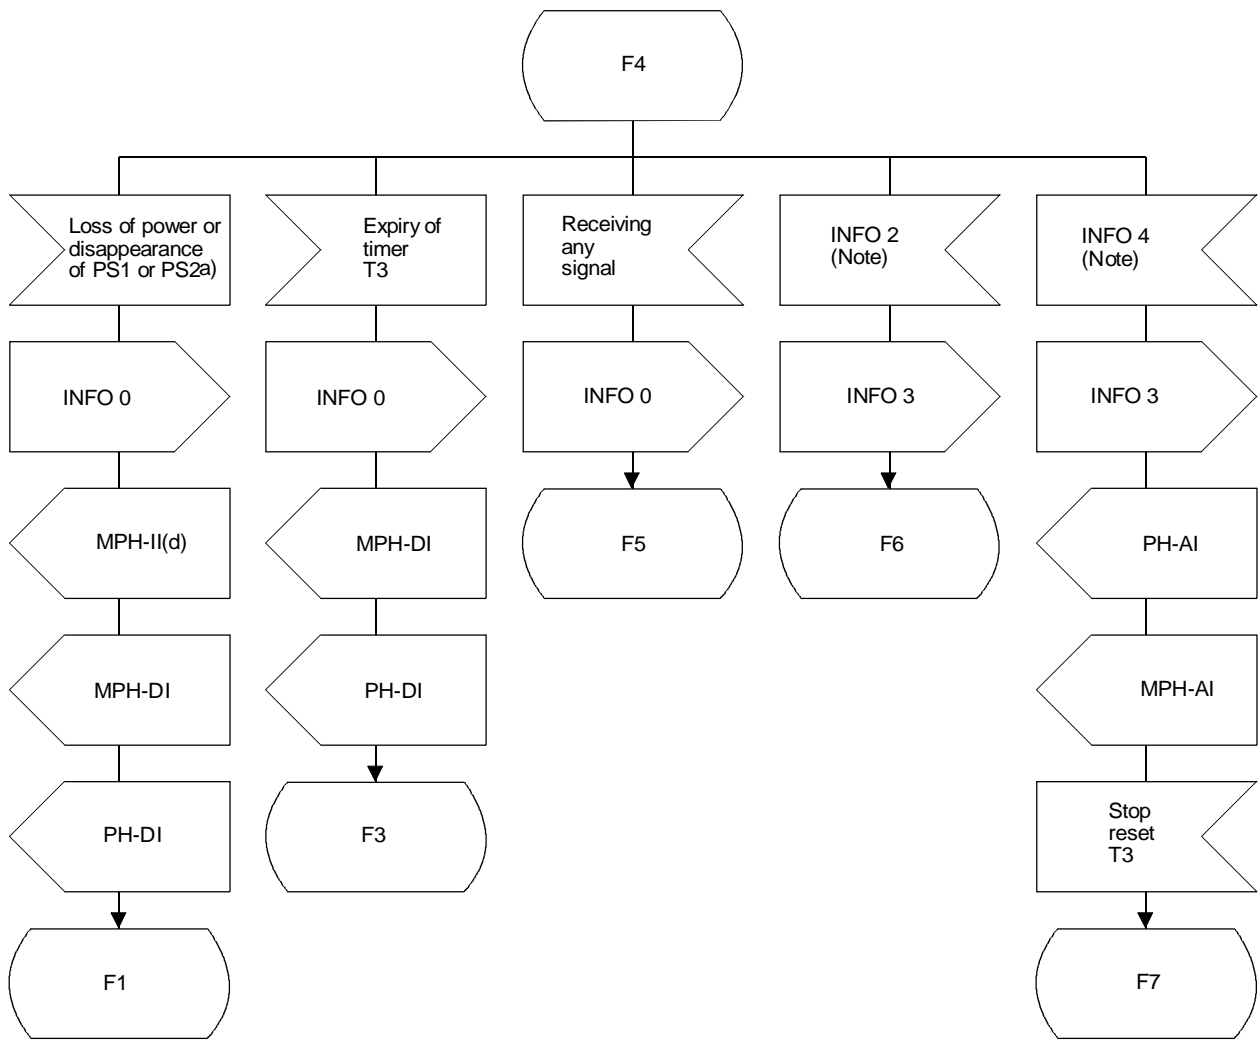 F4
Loss of power or
disappearance
of PS1 or PS2a)
Expiry of
timer
T3
Receiving
any
signal
INFO 2
(Note)
INFO 4
(Note)
INFO 0
INFO 0
INFO 0
INFO 3
INFO 3
MPH-II(d)
MPH-DI
F5
F6
PH-AI
MPH-DI
PH-DI
MPH-AI
PH-DI
F3
Stop
reset
T3
F1
F7